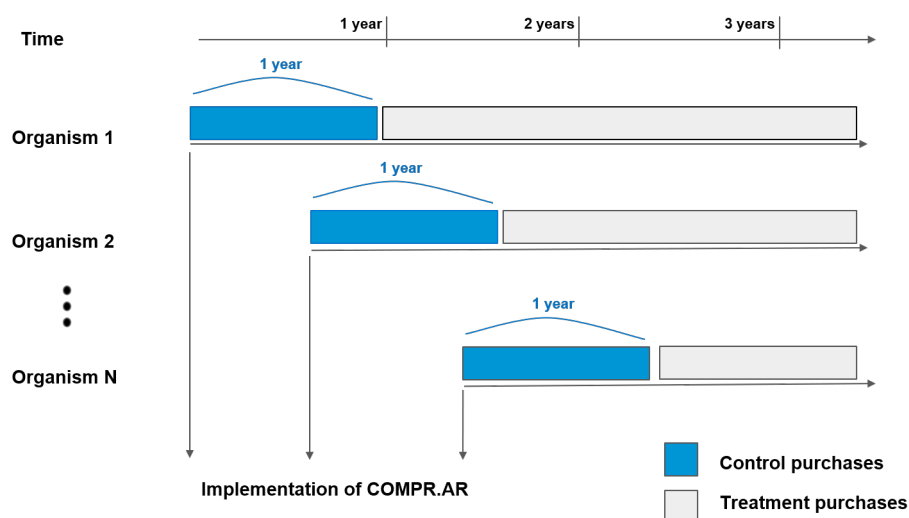 Time
1 year
2 years
3 years
1 year
Organism 1
1 year
Organism 2
1 year
Organism N
Implementation of COMPR.AR
Control purchases
Treatment purchases